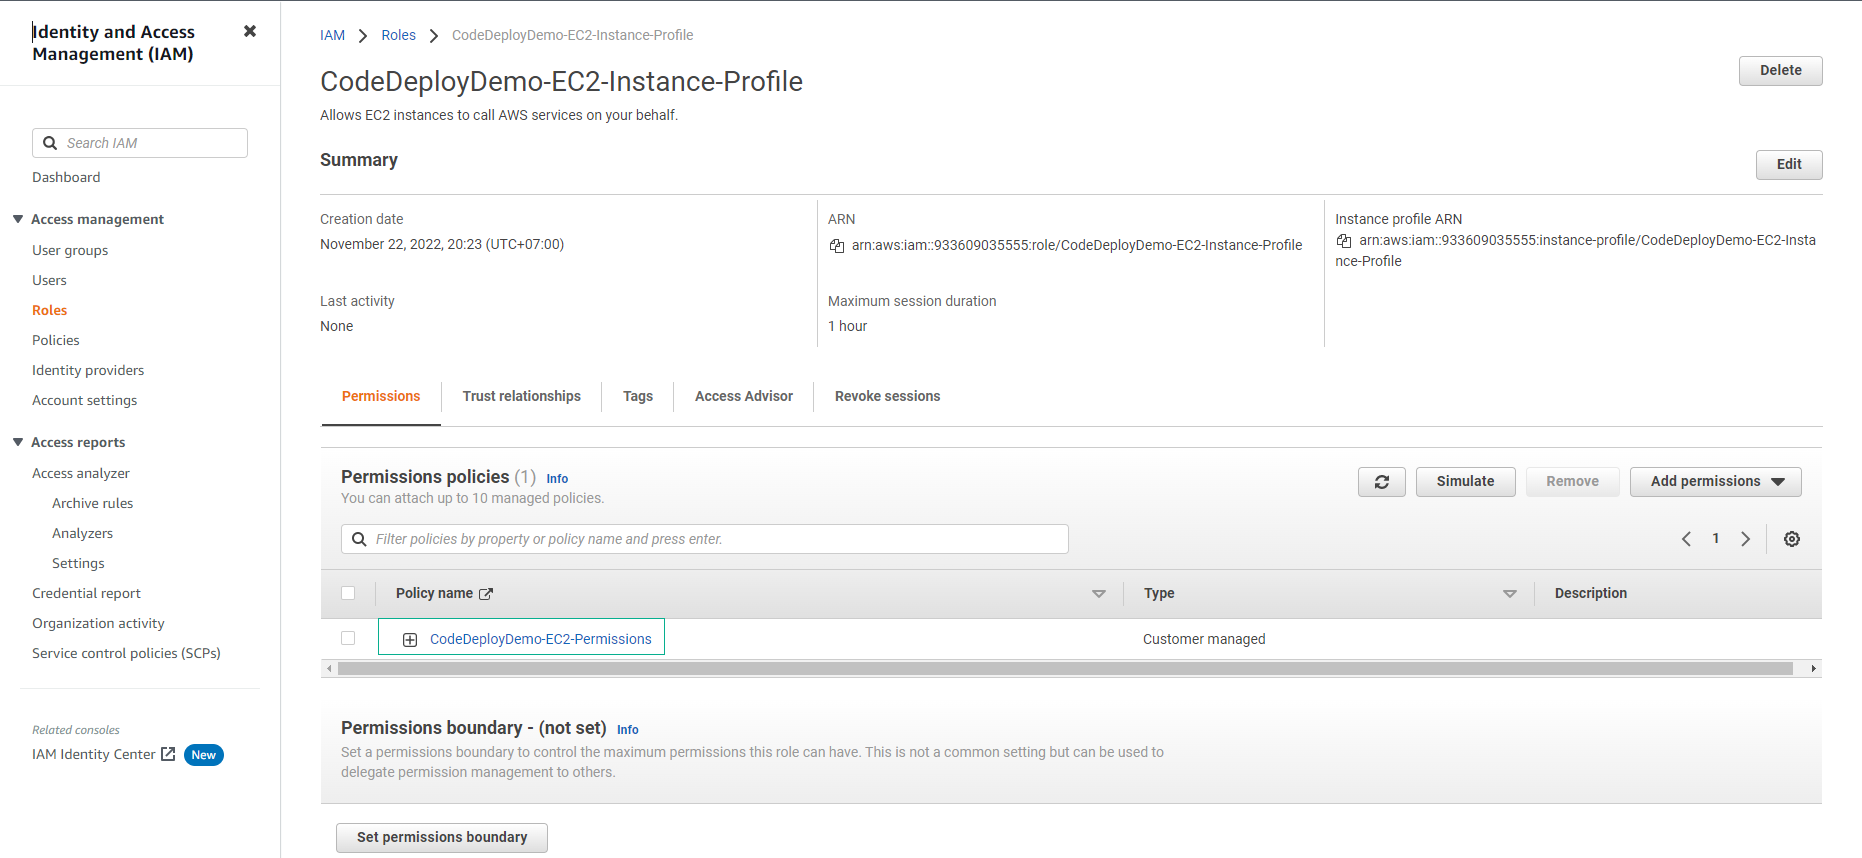 Identity and Access
Management (IAM)
Search IAM
Dashboard
Access management
User groups
Users
Roles
Policies
Identity providers
Account settings
Access reports
Access analyzer
Archive rules
Analyzers
Settings
Credential report
Organization activity
Service control policies (SCPs)
Related consoles
IAM Identity Center New
IAM Roles CodeDeployDemo-EC2-Instance-Profile
CodeDeployDemo-EC2-Instance-Profile
Delete
Allows EC2 instances to call AWS services on your behalf.
Summary
Edit
Creation date
November 22, 2022, 20:23 (UTC+07:00)
Last activity
None
ARN
arn:aws:iam::933609035555:role/CodeDeployDemo-EC2-Instance-Profile
Maximum session duration
1 hour
Instance profile ARN
arn:aws:iam::933609035555:instance-profile/CodeDeployDemo-EC2-Insta
nce-Profile
Permissions Trust relationships Tags Access Advisor Revoke sessions
Permissions policies (1) Info
You can attach up to 10 managed policies.
Simulate Remove Add permissions
Filter policies by property or policy name and press enter.
1
Policy name Type Description
CodeDeployDemo-EC2-Permissions Customer managed
Permissions boundary - (not set) Info
Set a permissions boundary to control the maximum permissions this role can have. This is not a common setting but can be used to
delegate permission management to others.
Set permissions boundary